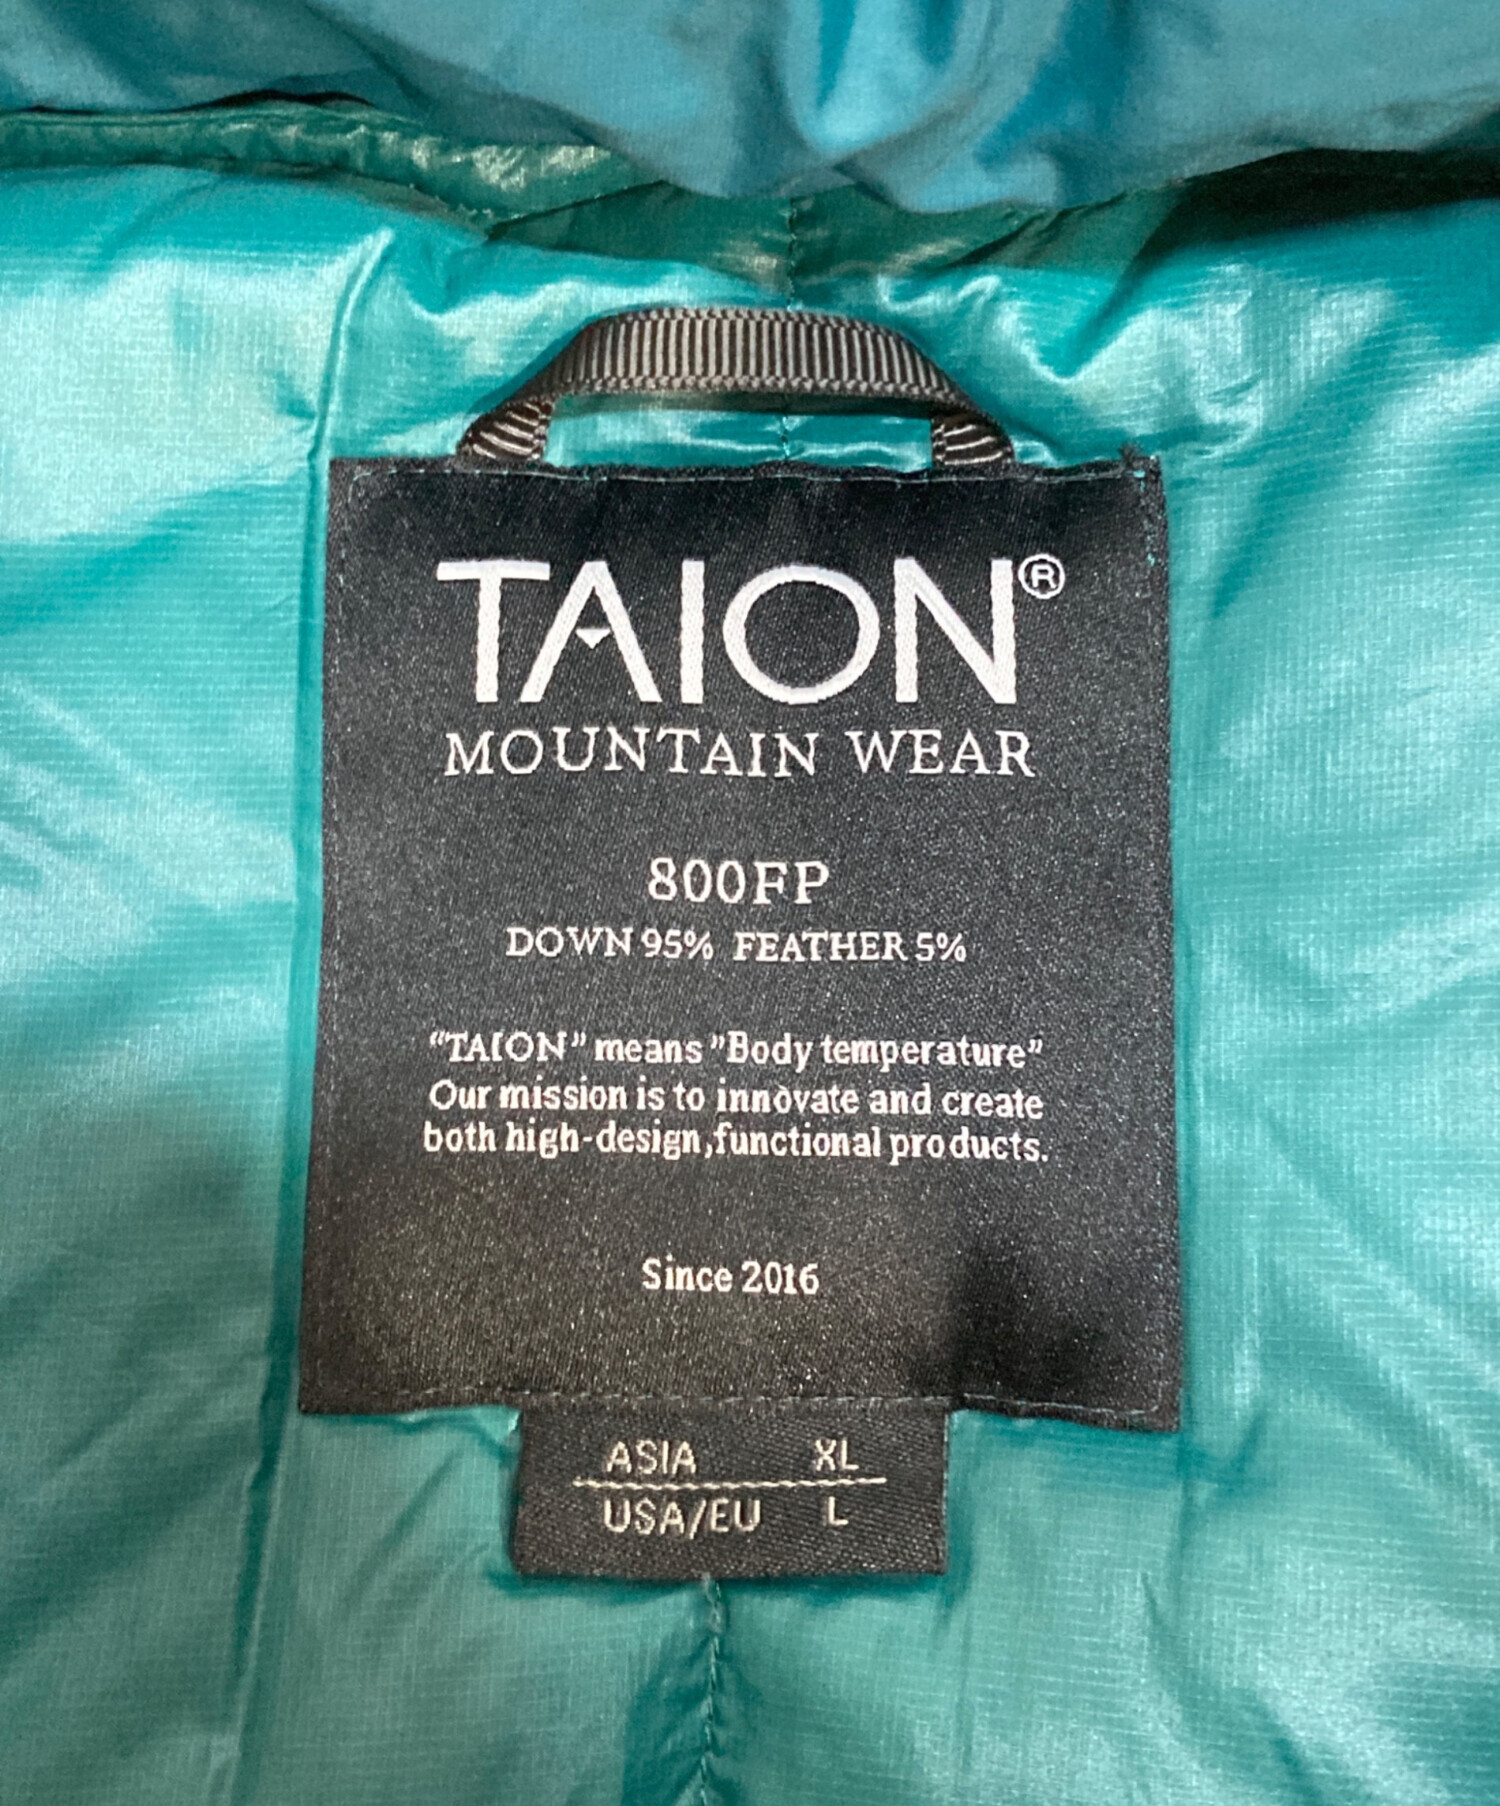 TAION®
MOUNTAIN WEAR
800FP
DOWN 95% FEATHER 5%
“TAION” means ”Body temperature”
Our mission is to innovate and create
both high-design,functional products.
Since 2016
ASIA XL
USA/EU L